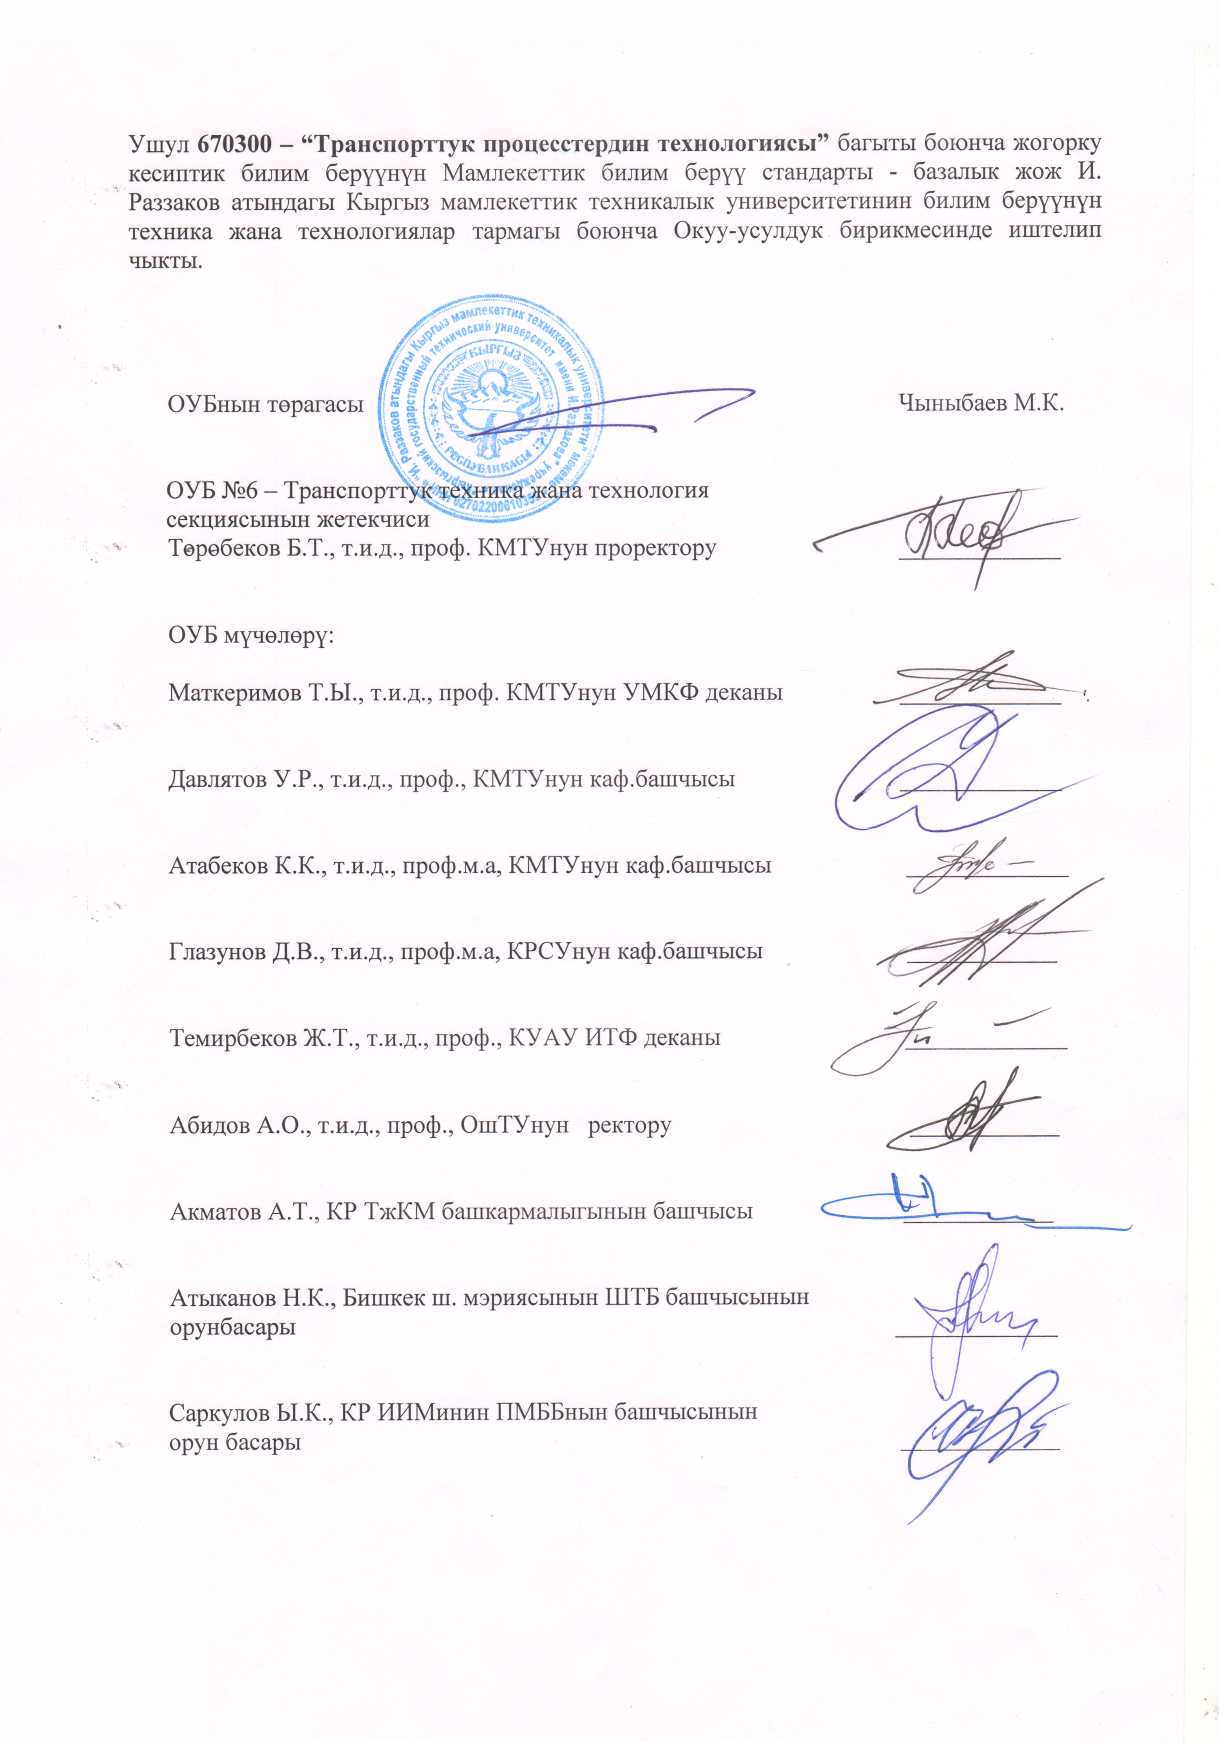 Ушул 670300 – “Транспорттук процесстердин технологиясы” багыты боюнча жогорку
кесиптик билим берүүнүн Мамлекеттик билим берүү стандарты - базалык жож И.
Раззаков атындагы Кыргыз мамлекеттик техникалык университетинин билим берүүнүн
техника жана технологиялар тармагы боюнча Окуу-усулдук бирикмесинде иштелип
чыкты.
КЫРГЫЗ
РЕСПУБЛИКАСЫ
ОУБнын төрагасы Чыныбаев М.К.
ОУБ №6 – Транспорттук техника жана технология
секциясынын жетекчиси
Төрөбеков Б.Т., т.и.д., проф. КМТУнун проректору
ОУБ мүчөлөрү:
Маткеримов Т.Ы., т.и.д., проф. КМТУнун УМКФ деканы
Давлятов У.Р., т.и.д., проф., КМТУнун каф.башчысы
Атабеков К.К., т.и.д., проф.м.а, КМТУнун каф.башчысы
Глазунов Д.В., т.и.д., проф.м.а, КРСУнун каф.башчысы
Темирбеков Ж.Т., т.и.д., проф., КУАУ ИТФ деканы
Абидов А.О., т.и.д., проф., ОшТУнун ректору
Акматов А.Т., КР ТжКМ башкармалыгынын башчысы
Атыканов Н.К., Бишкек ш. мэриясынын ШТБ башчысынын
орунбасары
Саркулов Ы.К., КР ИИМинин ПМББнын башчысынын
орун басары